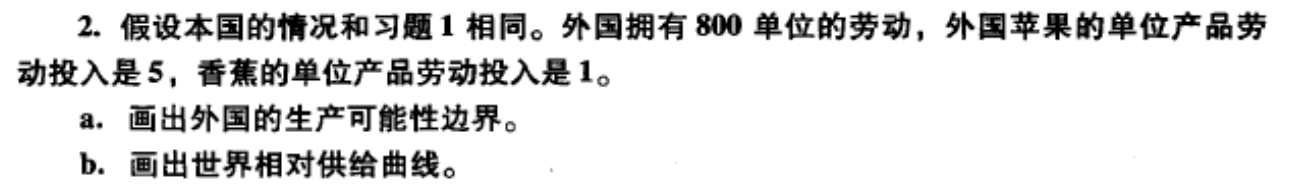 2. 假设本国的情况和习题1 相同。外国拥有 800 单位的劳动，外国苹果的单位产品劳
动投入是5，香蕉的单位产品劳动投入是1。
a. 画出外国的生产可能性边界。
b. 画出世界相对供给曲线。